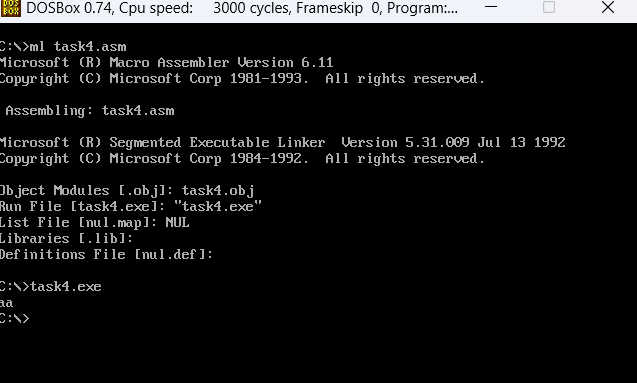 DOS BOX DOSBox 0.74, Cpu speed: 3000 cycles, Frameskip 0, Program:...
C:\>ml task4.asm
Microsoft (R) Macro Assembler Version 6.11
Copyright (C) Microsoft Corp 1981-1993. All rights reserved.
Assembling: task4.asm
Microsoft (R) Segmented Executable Linker Version 5.31.009 Jul 13 1992
Copyright (C) Microsoft Corp 1984-1992. All rights reserved.
Object Modules [.obj]: task4.obj
Run File [task4.exe]: "task4.exe"
List File [nul.map]: NUL
Libraries [.lib]:
Definitions File [nul.def]:
C:\>task4.exe
aa
C:\>